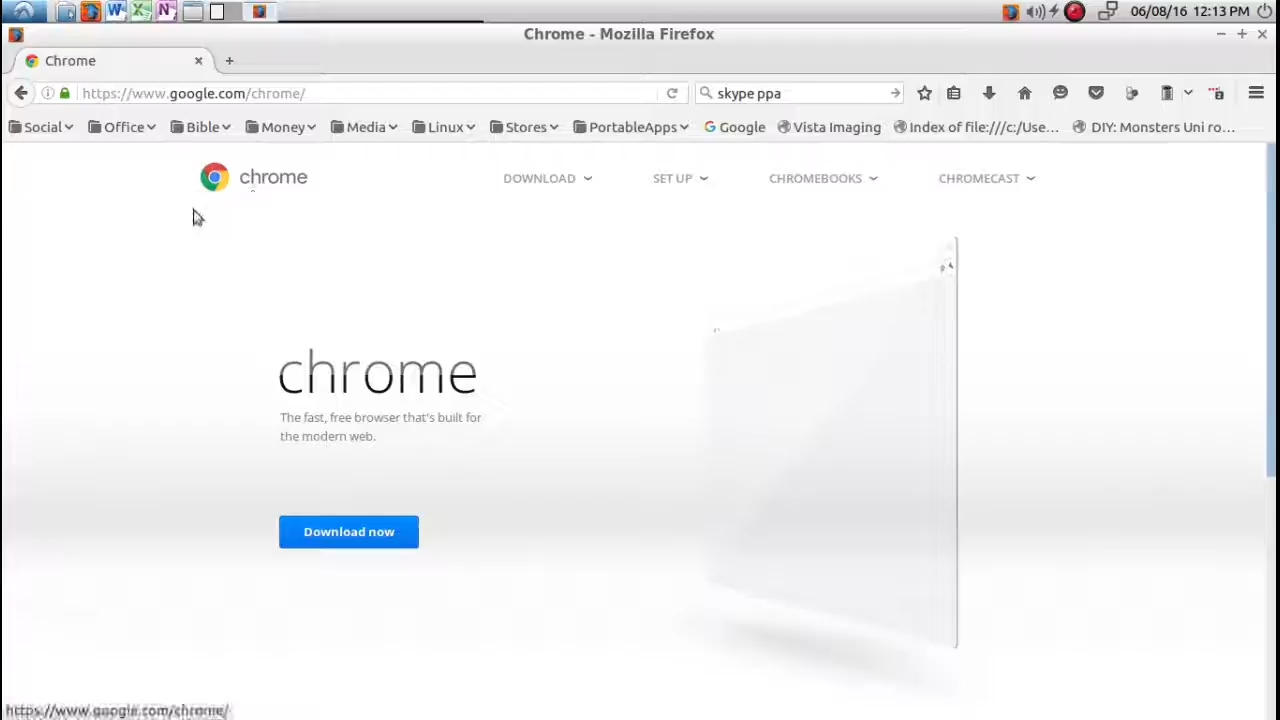 06/08/16 12:13 PM
Chrome - Mozilla Firefox
Chrome
https://www.google.com/chrome/
skype ppa
Social Office Bible Money Media Linux Stores PortableApps Google Vista Imaging Index of file:///c:/Use... DIY: Monsters Uni ro...
chrome
DOWNLOAD SET UP CHROMEBOOKS CHROMECAST
chrome
The fast, free browser that's built for
the modern web.
Download now
https://www.google.com/chrome/